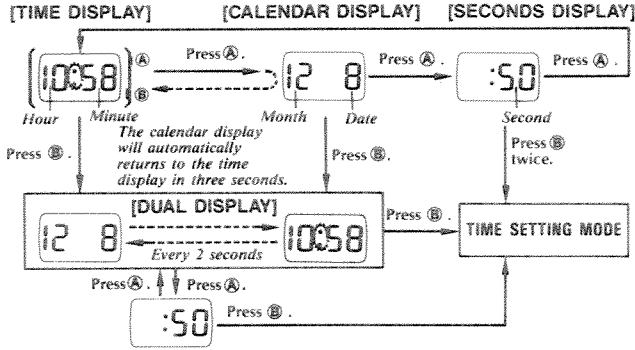 [TIME DISPLAY] [CALENDAR DISPLAY] [SECONDS DISPLAY]
10:58 Ⓐ Press Ⓐ. 12 8 Press Ⓐ. :50 Press Ⓐ.
Ⓑ
Hour Minute Month Date Second
Press Ⓑ.
The calendar display
will automatically
returns to the time
display in three seconds.
Press Ⓑ.
Press Ⓑ
twice.
[DUAL DISPLAY]
12 8 10:58
Every 2 seconds
Press Ⓑ.
TIME SETTING MODE
Press Ⓐ. Press Ⓐ.
:50 Press Ⓑ.